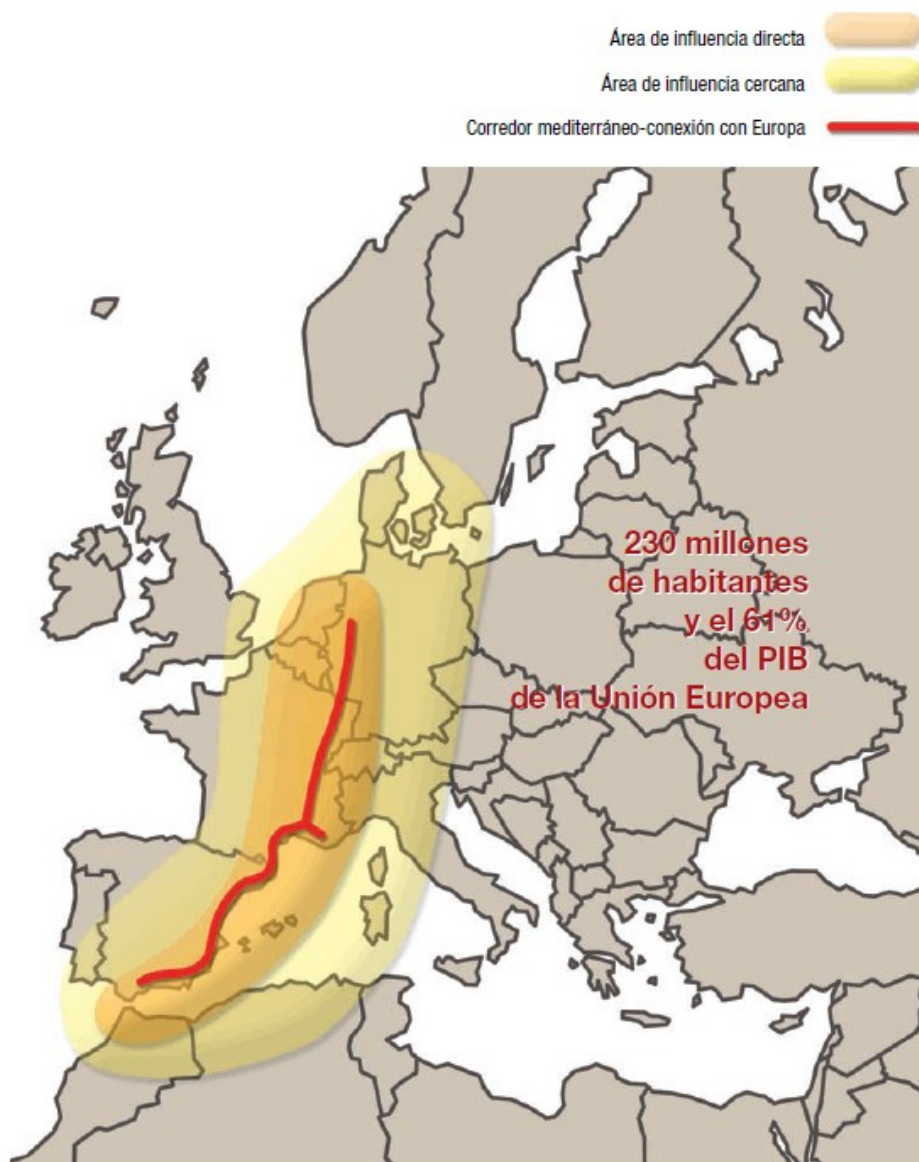 Área de influencia directa
Área de influencia cercana
Corredor mediterráneo-conexión con Europa
230 millones
de habitantes
y el 61%
del PIB
de la Unión Europea